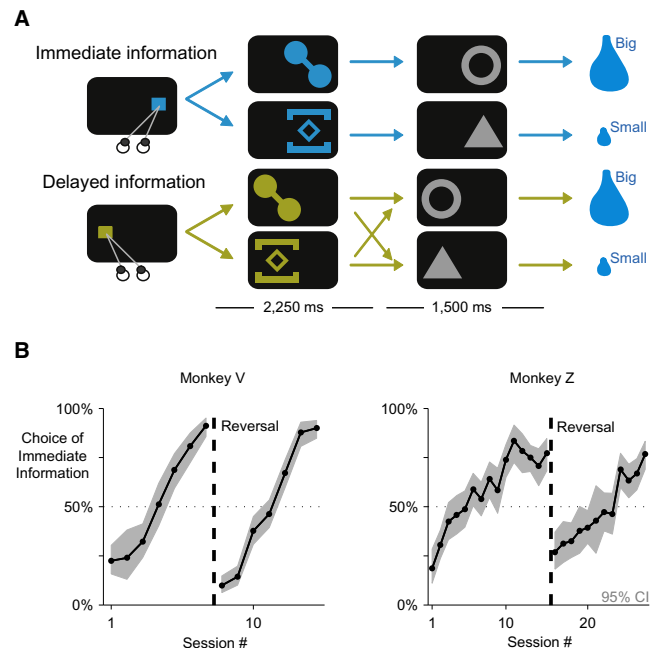 A
Immediate information
Big
Small
Delayed information
Big
Small
2,250 ms
1,500 ms
B
Monkey V
Monkey Z
Choice of
Immediate
Information
100%
50%
0%
Reversal
1
10
Session #
100%
50%
0%
Reversal
95% CI
1
10
20
Session #